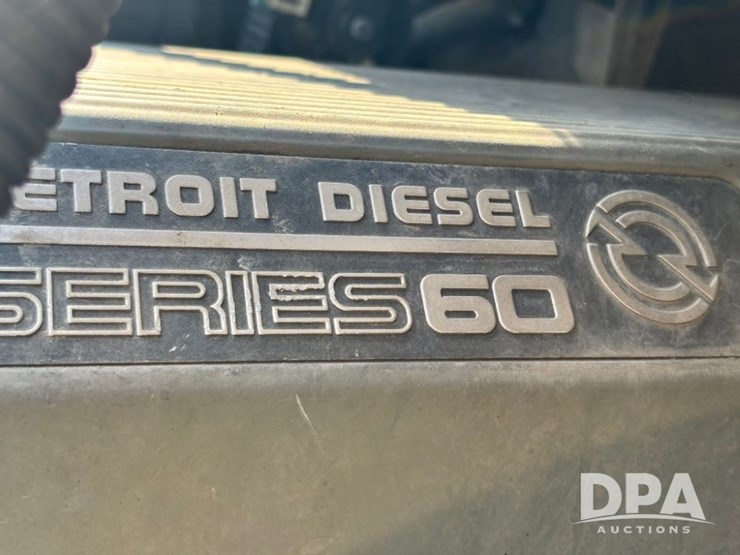 ETROIT DIESEL
SERIES 60
DPA
AUCTIONS